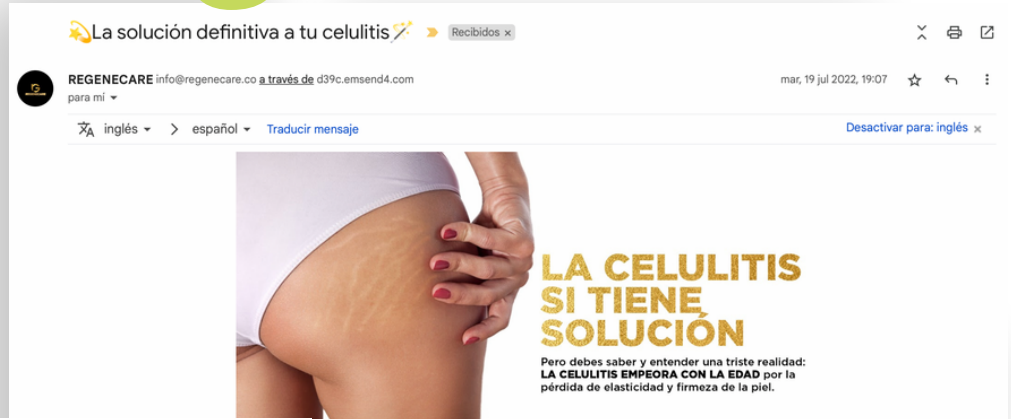 💫La solución definitiva a tu celulitis🪄 Recibidos ×
REGENECARE info@regenecare.co a través de d39c.emsend4.com mar, 19 jul 2022, 19:07
para mí
inglés > español Traducir mensaje Desactivar para: inglés ×
LA CELULITIS
SI TIENE
SOLUCIÓN
Pero debes saber y entender una triste realidad:
LA CELULITIS EMPEORA CON LA EDAD por la
pérdida de elasticidad y firmeza de la piel.